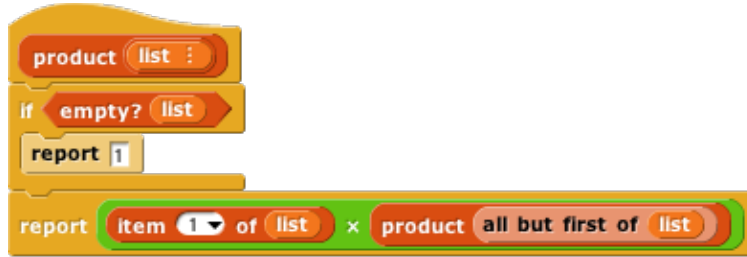 product list ⋮
if empty? list
report 1
report item 1 of list × product all but first of list